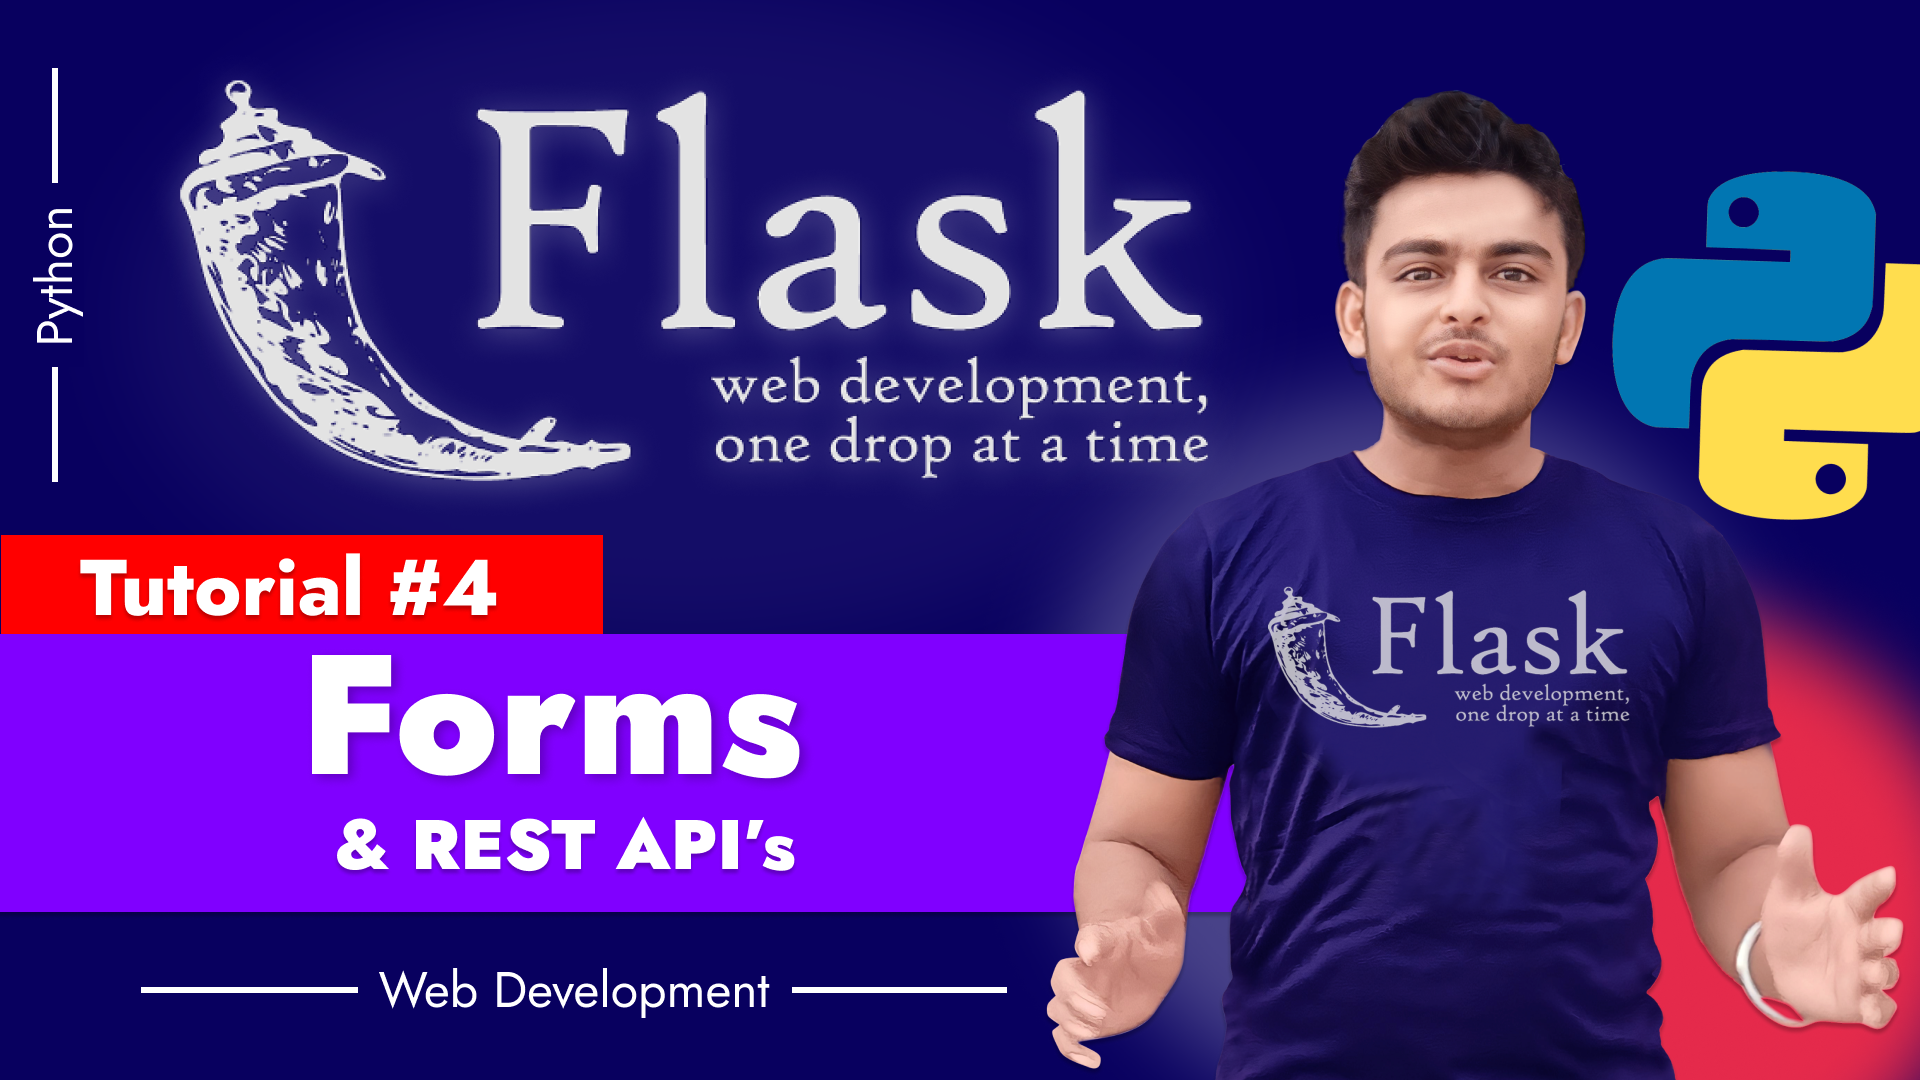 Python
Flask
web development,
one drop at a time
Tutorial #4
Forms
& REST API's
Web Development
Flask
web development,
one drop at a time